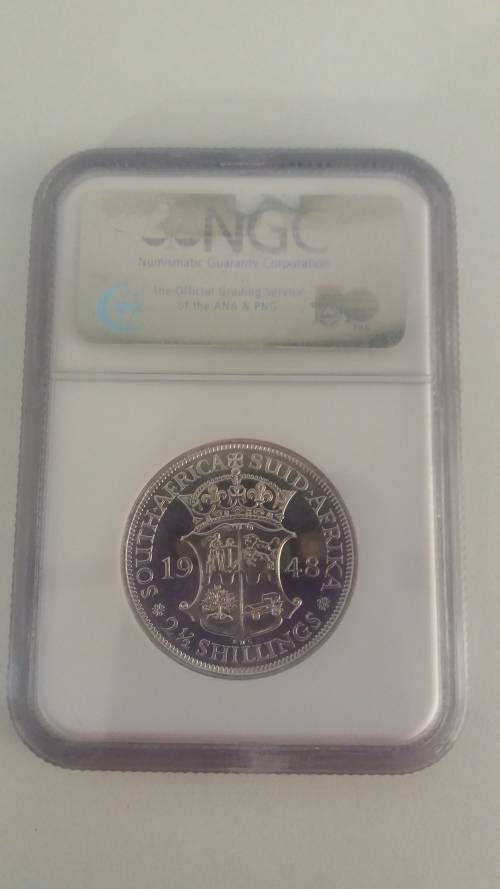 NGC
Numismatic Guaranty Corporation
The Official Grading Service
of the ANA & PNG
SOUTH AFRICA SUID-AFRIKA
19 48
2½ SHILLINGS